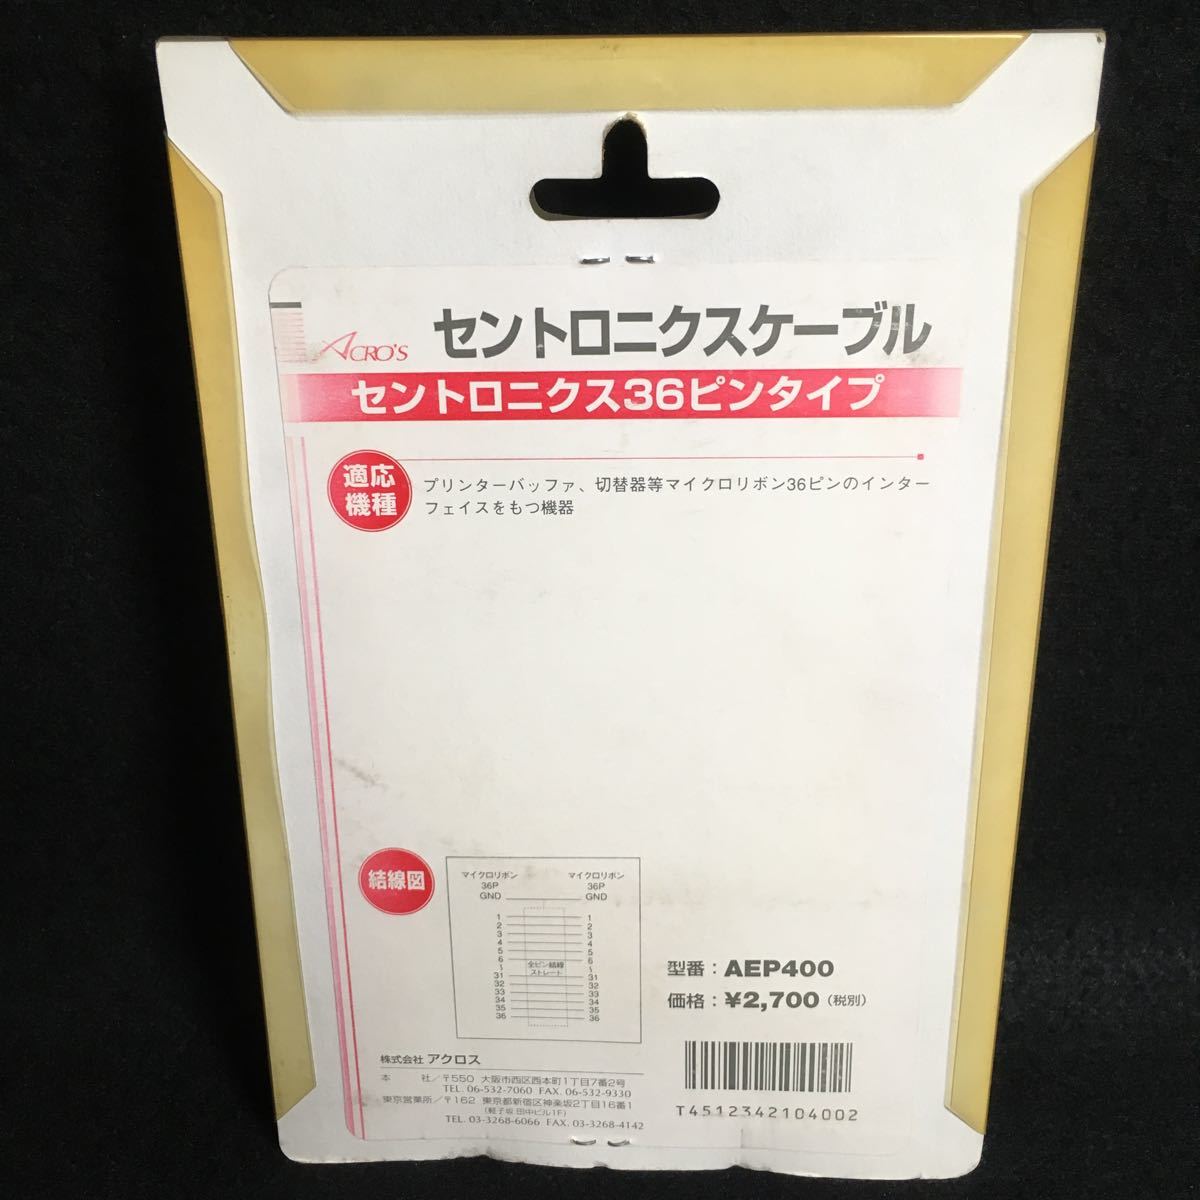 ACRO'S セントロニクスケーブル
セントロニクス36ピンタイプ
適応
機種
プリンターバッファ、切替器等マイクロリボン36ピンのインター
フェイスをもつ機器
結線図
マイクロリボン マイクロリボン
36P 36P
GND GND
1 1
2 2
3 3
4 4
5 5
6 6
〜 〜
全ピン結線
ストレート
31 31
32 32
33 33
34 34
35 35
36 36
型番：AEP400
価格：¥2,700（税別）
株式会社 アクロス
本 社／〒550 大阪市西区西本町1丁目7番2号
TEL. 06-532-7060 FAX. 06-532-9330
東京営業所／〒162 東京都新宿区神楽坂2丁目16番1
（軽子坂 田中ビル1F）
TEL. 03-3268-6066 FAX. 03-3268-4142
T4512342104002